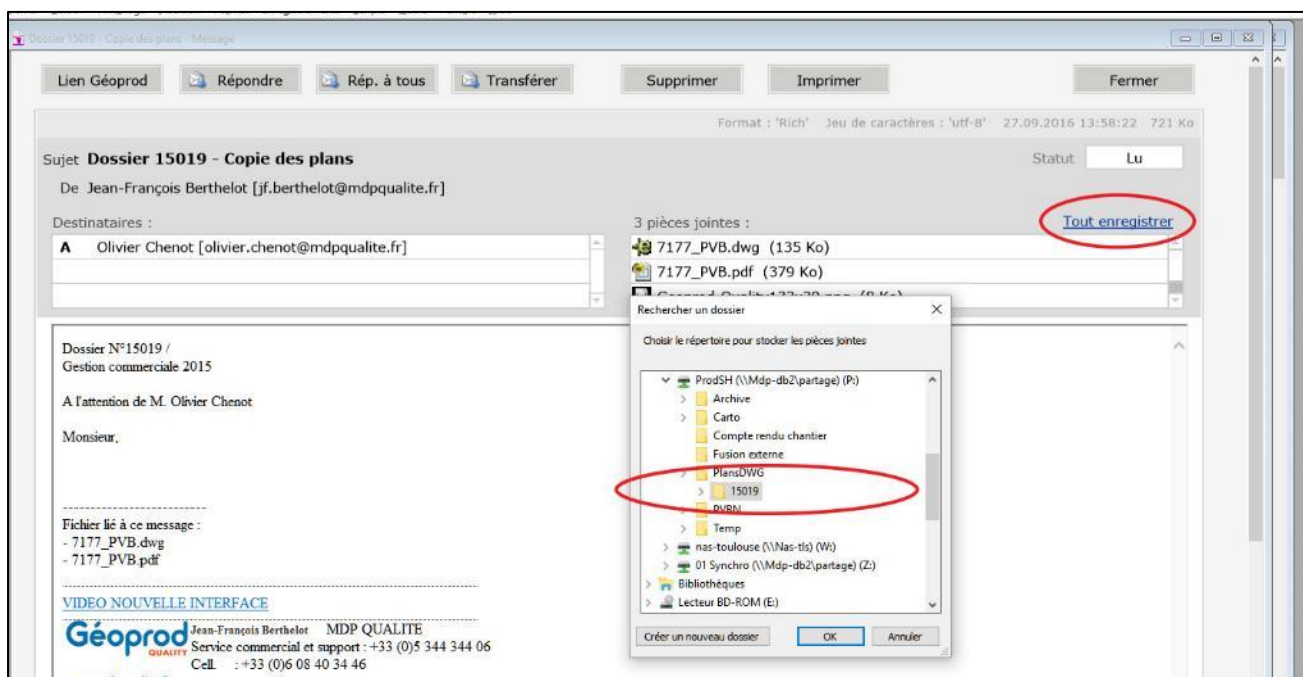 Dossier 15019 - Copie des plans - Message
Lien Géoprod Répondre Rép. à tous Transférer Supprimer Imprimer Fermer
Format : 'Rich' Jeu de caractères : 'utf-8' 27.09.2016 13:58:22 721 Ko
Sujet Dossier 15019 - Copie des plans Statut Lu
De Jean-François Berthelot [jf.berthelot@mdpqualite.fr]
Destinataires : 3 pièces jointes : Tout enregistrer
A Olivier Chenot [olivier.chenot@mdpqualite.fr]
7177_PVB.dwg (135 Ko)
7177_PVB.pdf (379 Ko)
Rechercher un dossier
Choisir le répertoire pour stocker les pièces jointes
ProdSH (\\Mdp-db2\partage) (P:)
Archive
Carto
Compte rendu chantier
Fusion externe
PlansDWG
15019
PVBN
Temp
nas-toulouse (\\Nas-tls) (W:)
01 Synchro (\\Mdp-db2\partage) (Z:)
Bibliothèques
Lecteur BD-ROM (E:)
Créer un nouveau dossier OK Annuler
Dossier N°15019 /
Gestion commerciale 2015
A l'attention de M. Olivier Chenot
Monsieur,
Fichier lié à ce message :
- 7177_PVB.dwg
- 7177_PVB.pdf
VIDEO NOUVELLE INTERFACE
Géoprod QUALITY
Jean-François Berthelot MDP QUALITE
Service commercial et support : +33 (0)5 344 344 06
Cell. : +33 (0)6 08 40 34 46